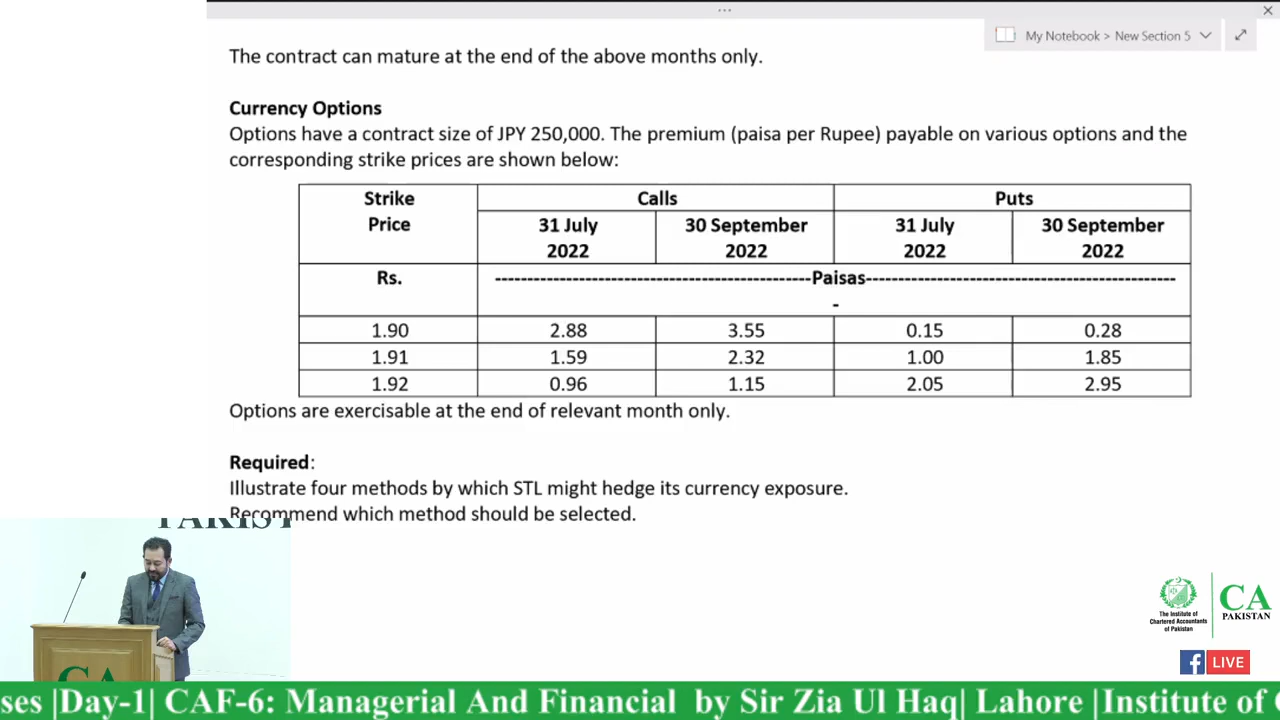 My Notebook > New Section 5
The contract can mature at the end of the above months only.
Currency Options
Options have a contract size of JPY 250,000. The premium (paisa per Rupee) payable on various options and the
corresponding strike prices are shown below:
Strike Price | Calls | Puts
31 July 2022 | 30 September 2022 | 31 July 2022 | 30 September 2022
Rs. | ---Paisas---
-
1.90 | 2.88 | 3.55 | 0.15 | 0.28
1.91 | 1.59 | 2.32 | 1.00 | 1.85
1.92 | 0.96 | 1.15 | 2.05 | 2.95
Options are exercisable at the end of relevant month only.
Required:
Illustrate four methods by which STL might hedge its currency exposure.
Recommend which method should be selected.
PAKIST
CA
The Institute of
Chartered Accountants
of Pakistan
CA
PAKISTAN
f LIVE
ses |Day-1| CAF-6: Managerial And Financial by Sir Zia Ul Haq| Lahore |Institute of C